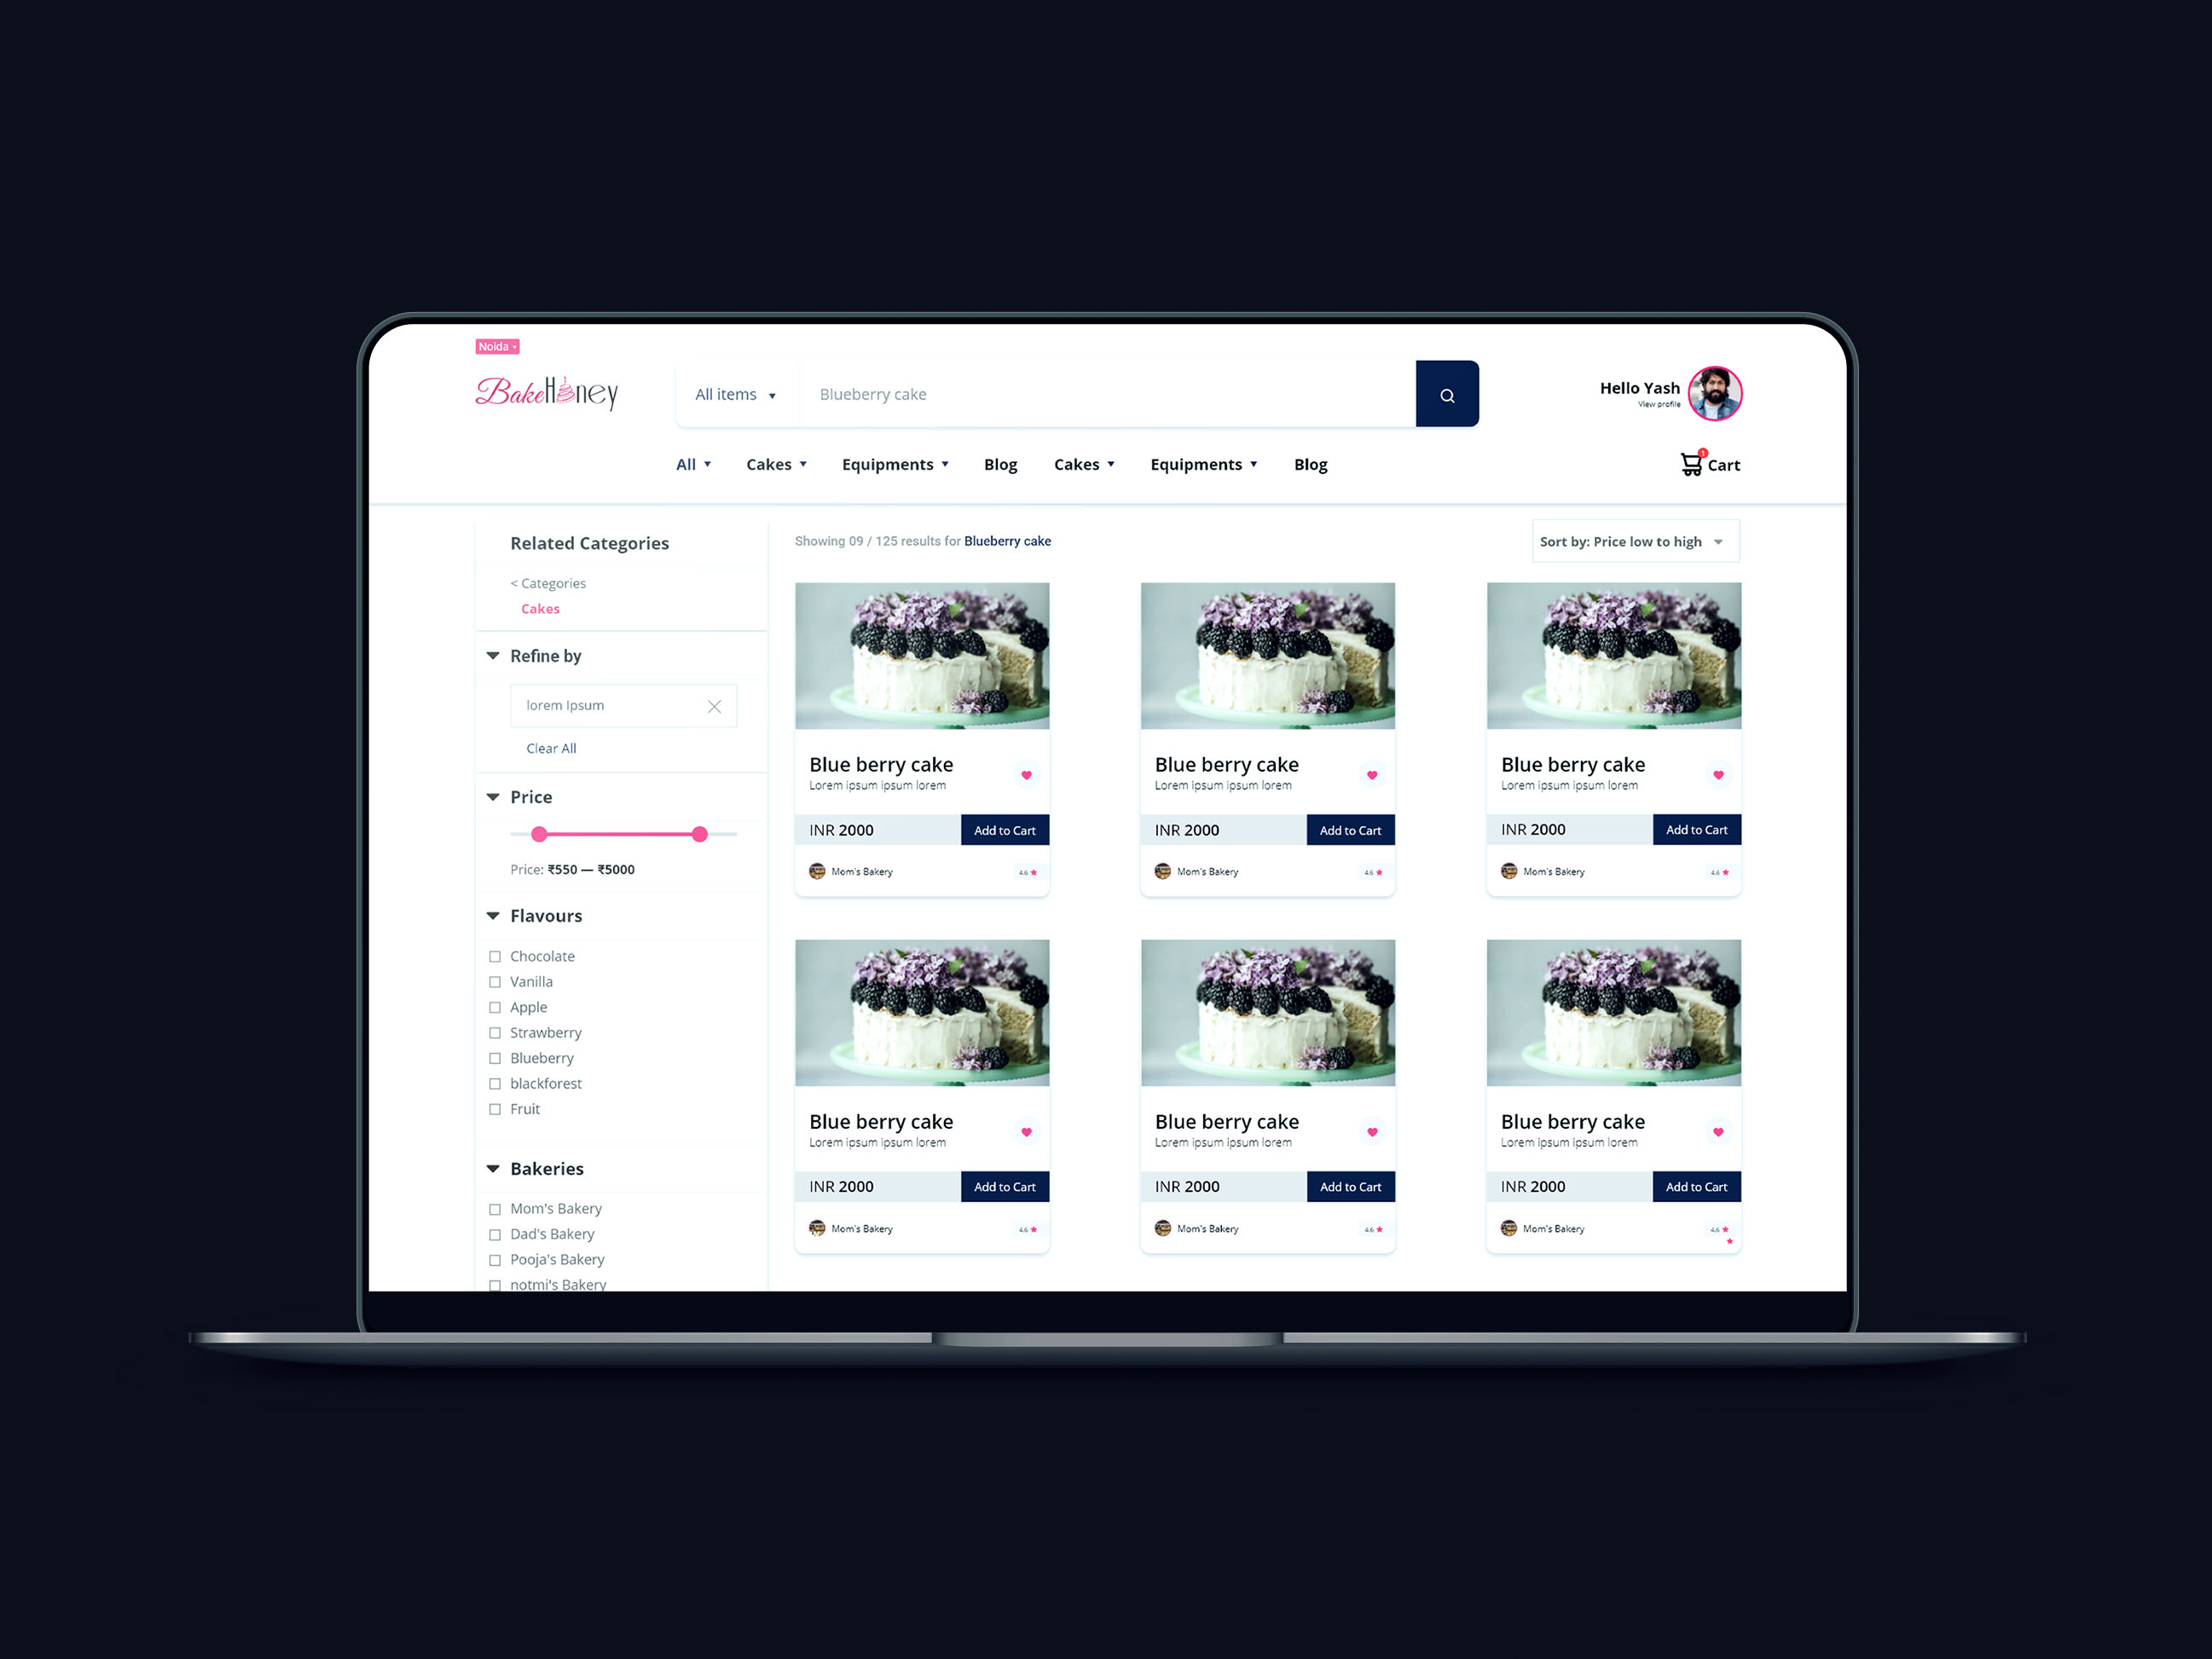 Noida
BakeHoney
All items
Blueberry cake
Hello Yash
View profile
All
Cakes
Equipments
Blog
Cakes
Equipments
Blog
1
Cart
Related Categories
< Categories
Cakes
Refine by
lorem Ipsum
Clear All
Price
Price: ₹550 — ₹5000
Flavours
Chocolate
Vanilla
Apple
Strawberry
Blueberry
blackforest
Fruit
Bakeries
Mom's Bakery
Dad's Bakery
Pooja's Bakery
notmi's Bakery
Showing 09 / 125 results for Blueberry cake
Sort by: Price low to high
Blue berry cake
Lorem ipsum ipsum lorem
INR 2000
Add to Cart
Mom's Bakery
4.6
Blue berry cake
Lorem ipsum ipsum lorem
INR 2000
Add to Cart
Mom's Bakery
4.6
Blue berry cake
Lorem ipsum ipsum lorem
INR 2000
Add to Cart
Mom's Bakery
4.6
Blue berry cake
Lorem ipsum ipsum lorem
INR 2000
Add to Cart
Mom's Bakery
4.6
Blue berry cake
Lorem ipsum ipsum lorem
INR 2000
Add to Cart
Mom's Bakery
4.6
Blue berry cake
Lorem ipsum ipsum lorem
INR 2000
Add to Cart
Mom's Bakery
4.6